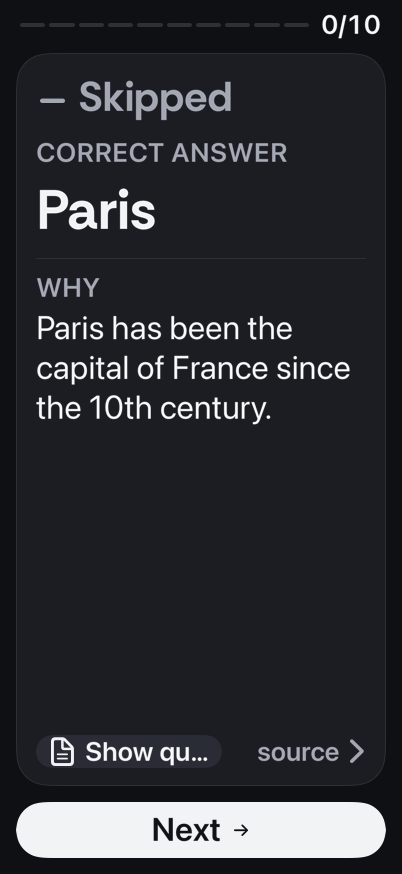 0/10
– Skipped
CORRECT ANSWER
Paris
WHY
Paris has been the
capital of France since
the 10th century.
Show qu...
source
Next →